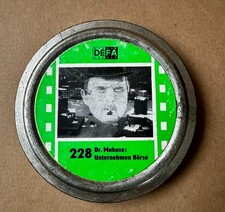 DEFA
228 Dr. Mabuse:
Unternehmen Börse